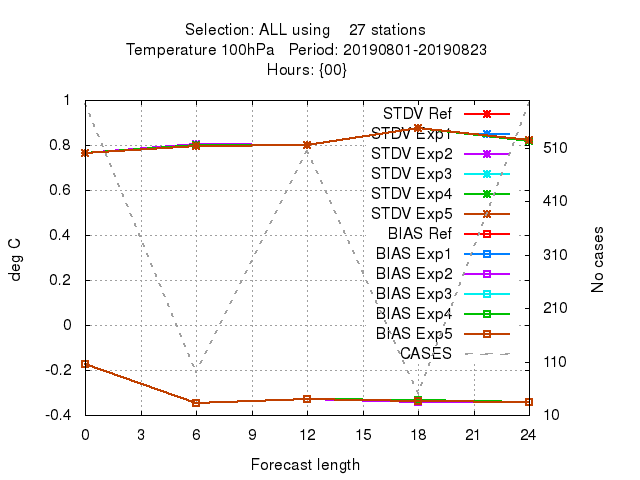 Selection: ALL using 27 stations
Temperature 100hPa Period: 20190801-20190823
Hours: {00}
1
0.8
0.6
0.4
0.2
0
-0.2
-0.4
deg C
STDV Ref
STDV Exp1
STDV Exp2
STDV Exp3
STDV Exp4
STDV Exp5
BIAS Ref
BIAS Exp1
BIAS Exp2
BIAS Exp3
BIAS Exp4
BIAS Exp5
CASES
510
410
310
210
110
10
No cases
0 3 6 9 12 15 18 21 24
Forecast length